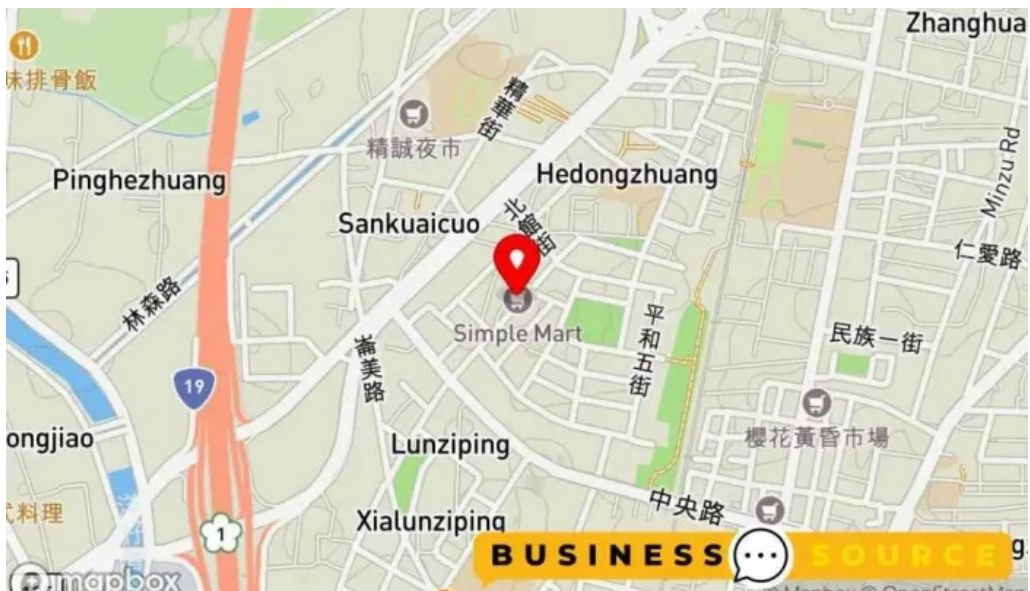 Zhanghua
排骨飯
精華街
精誠夜市
Minzu Rd
Pinghezhuang
Hedongzhuang
Sankuaicuo
北館街
仁愛路
林森路
Simple Mart
平和五街
民族一街
崙美路
19
ongjiao
Lunziping
櫻花黃昏市場
中央路
式料理
Xialunziping
1
BUSINESS SOURCE
mapbox